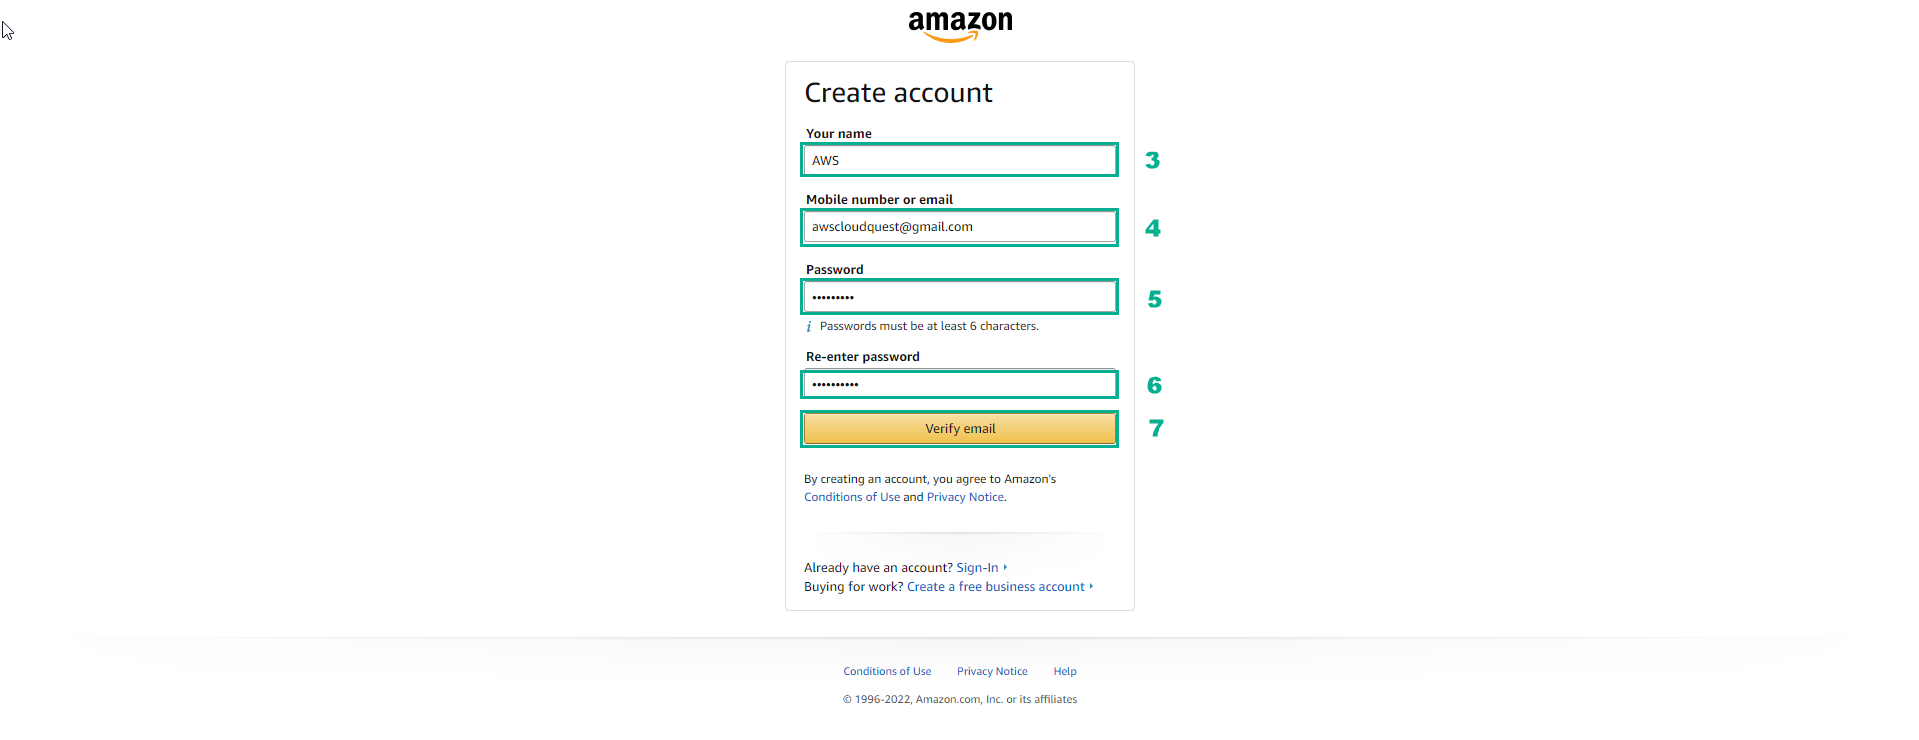 amazon
Create account
Your name
AWS
3
Mobile number or email
awscloudquest@gmail.com
4
Password
•••••••••
5
i Passwords must be at least 6 characters.
Re-enter password
••••••••••
6
Verify email
7
By creating an account, you agree to Amazon's
Conditions of Use and Privacy Notice.
Already have an account? Sign-In
Buying for work? Create a free business account
Conditions of Use Privacy Notice Help
© 1996-2022, Amazon.com, Inc. or its affiliates